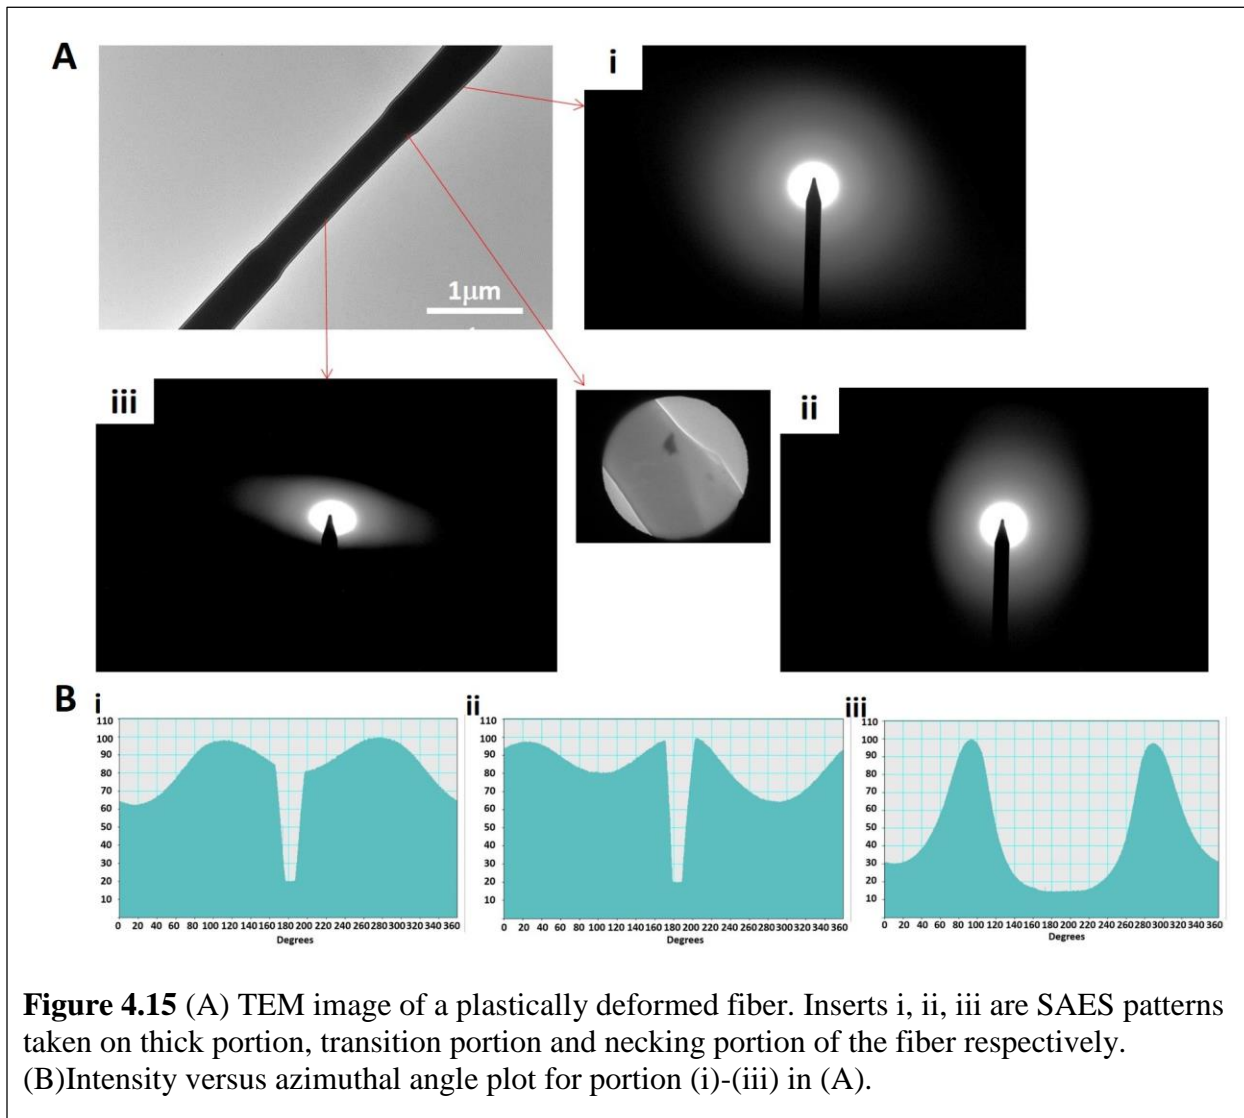 A
i
1µm
iii
ii
B
i
ii
iii
110
100
90
80
70
60
50
40
30
20
10
0 20 40 60 80 100 120 140 160 180 200 220 240 260 280 300 320 340 360
Degrees
110
100
90
80
70
60
50
40
30
20
10
0 20 40 60 80 100 120 140 160 180 200 220 240 260 280 300 320 340 360
Degrees
110
100
90
80
70
60
50
40
30
20
10
0 20 40 60 80 100 120 140 160 180 200 220 240 260 280 300 320 340 360
Degrees
Figure 4.15 (A) TEM image of a plastically deformed fiber. Inserts i, ii, iii are SAES patterns
taken on thick portion, transition portion and necking portion of the fiber respectively.
(B)Intensity versus azimuthal angle plot for portion (i)-(iii) in (A).